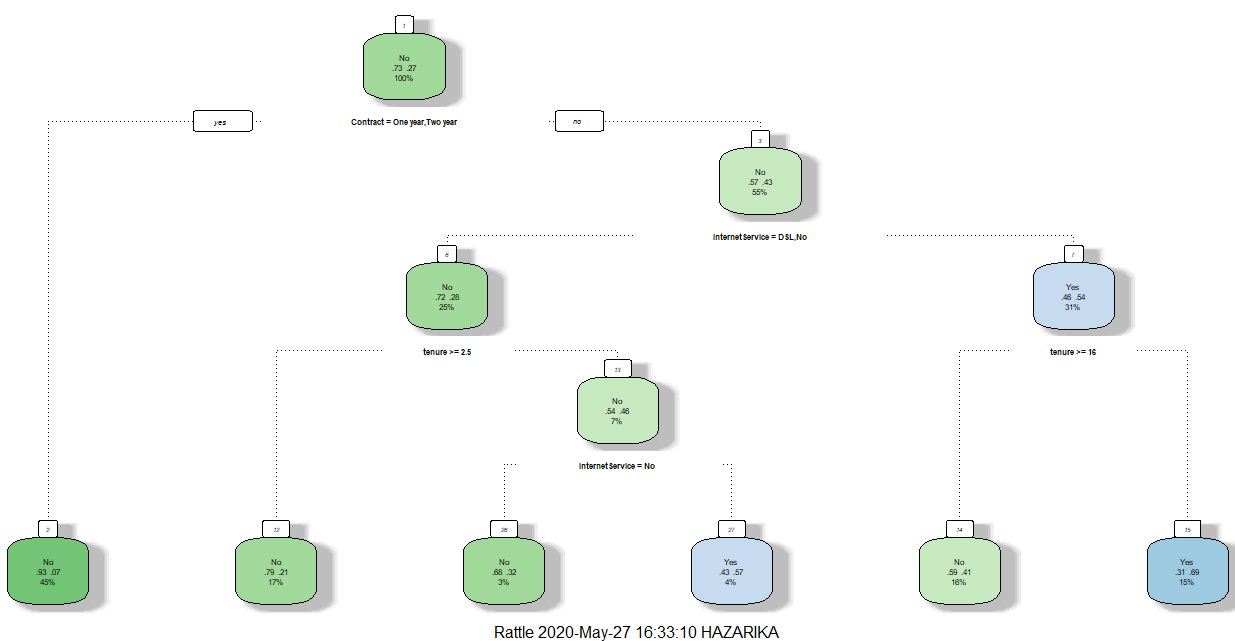 1
No
.73 .27
100%
yes
Contract = One year,Two year
no
3
No
.57 .43
55%
InternetService = DSL,No
6
No
.72 .28
25%
7
Yes
.46 .54
31%
tenure >= 2.5
tenure >= 16
13
No
.54 .46
7%
InternetService = No
2
No
.93 .07
45%
12
No
.79 .21
17%
26
No
.68 .32
3%
27
Yes
.43 .57
4%
14
No
.59 .41
16%
15
Yes
.31 .69
15%
Rattle 2020-May-27 16:33:10 HAZARIKA